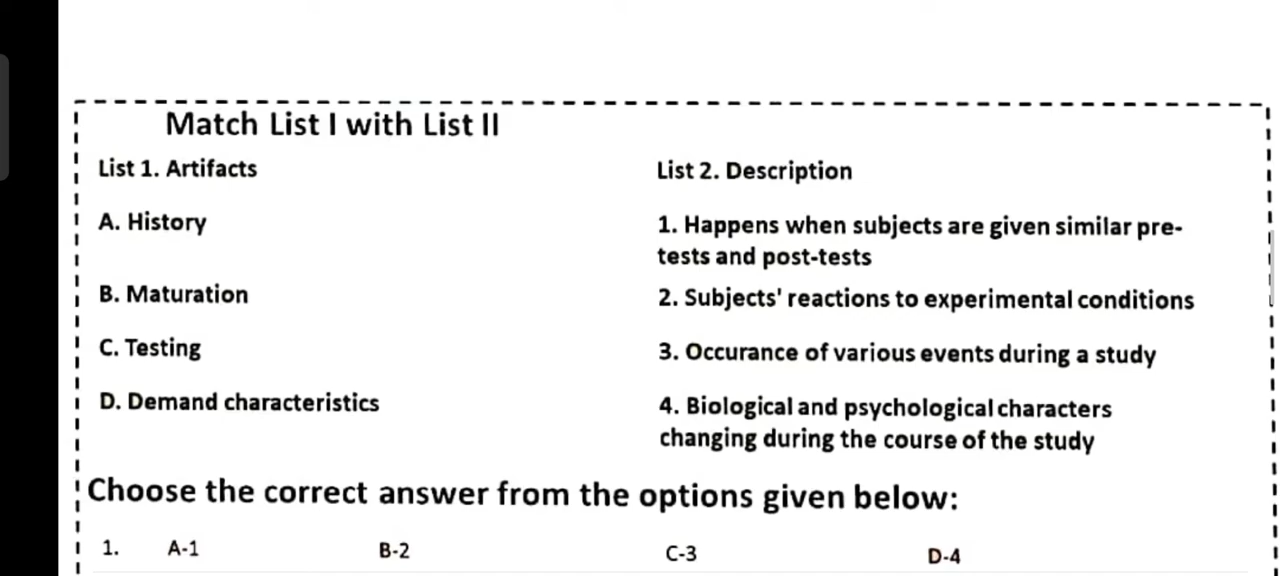 Match List I with List II
List 1. Artifacts
List 2. Description
A. History
1. Happens when subjects are given similar pre-
tests and post-tests
B. Maturation
2. Subjects' reactions to experimental conditions
C. Testing
3. Occurance of various events during a study
D. Demand characteristics
4. Biological and psychological characters
changing during the course of the study
Choose the correct answer from the options given below:
1. A-1 B-2 C-3 D-4